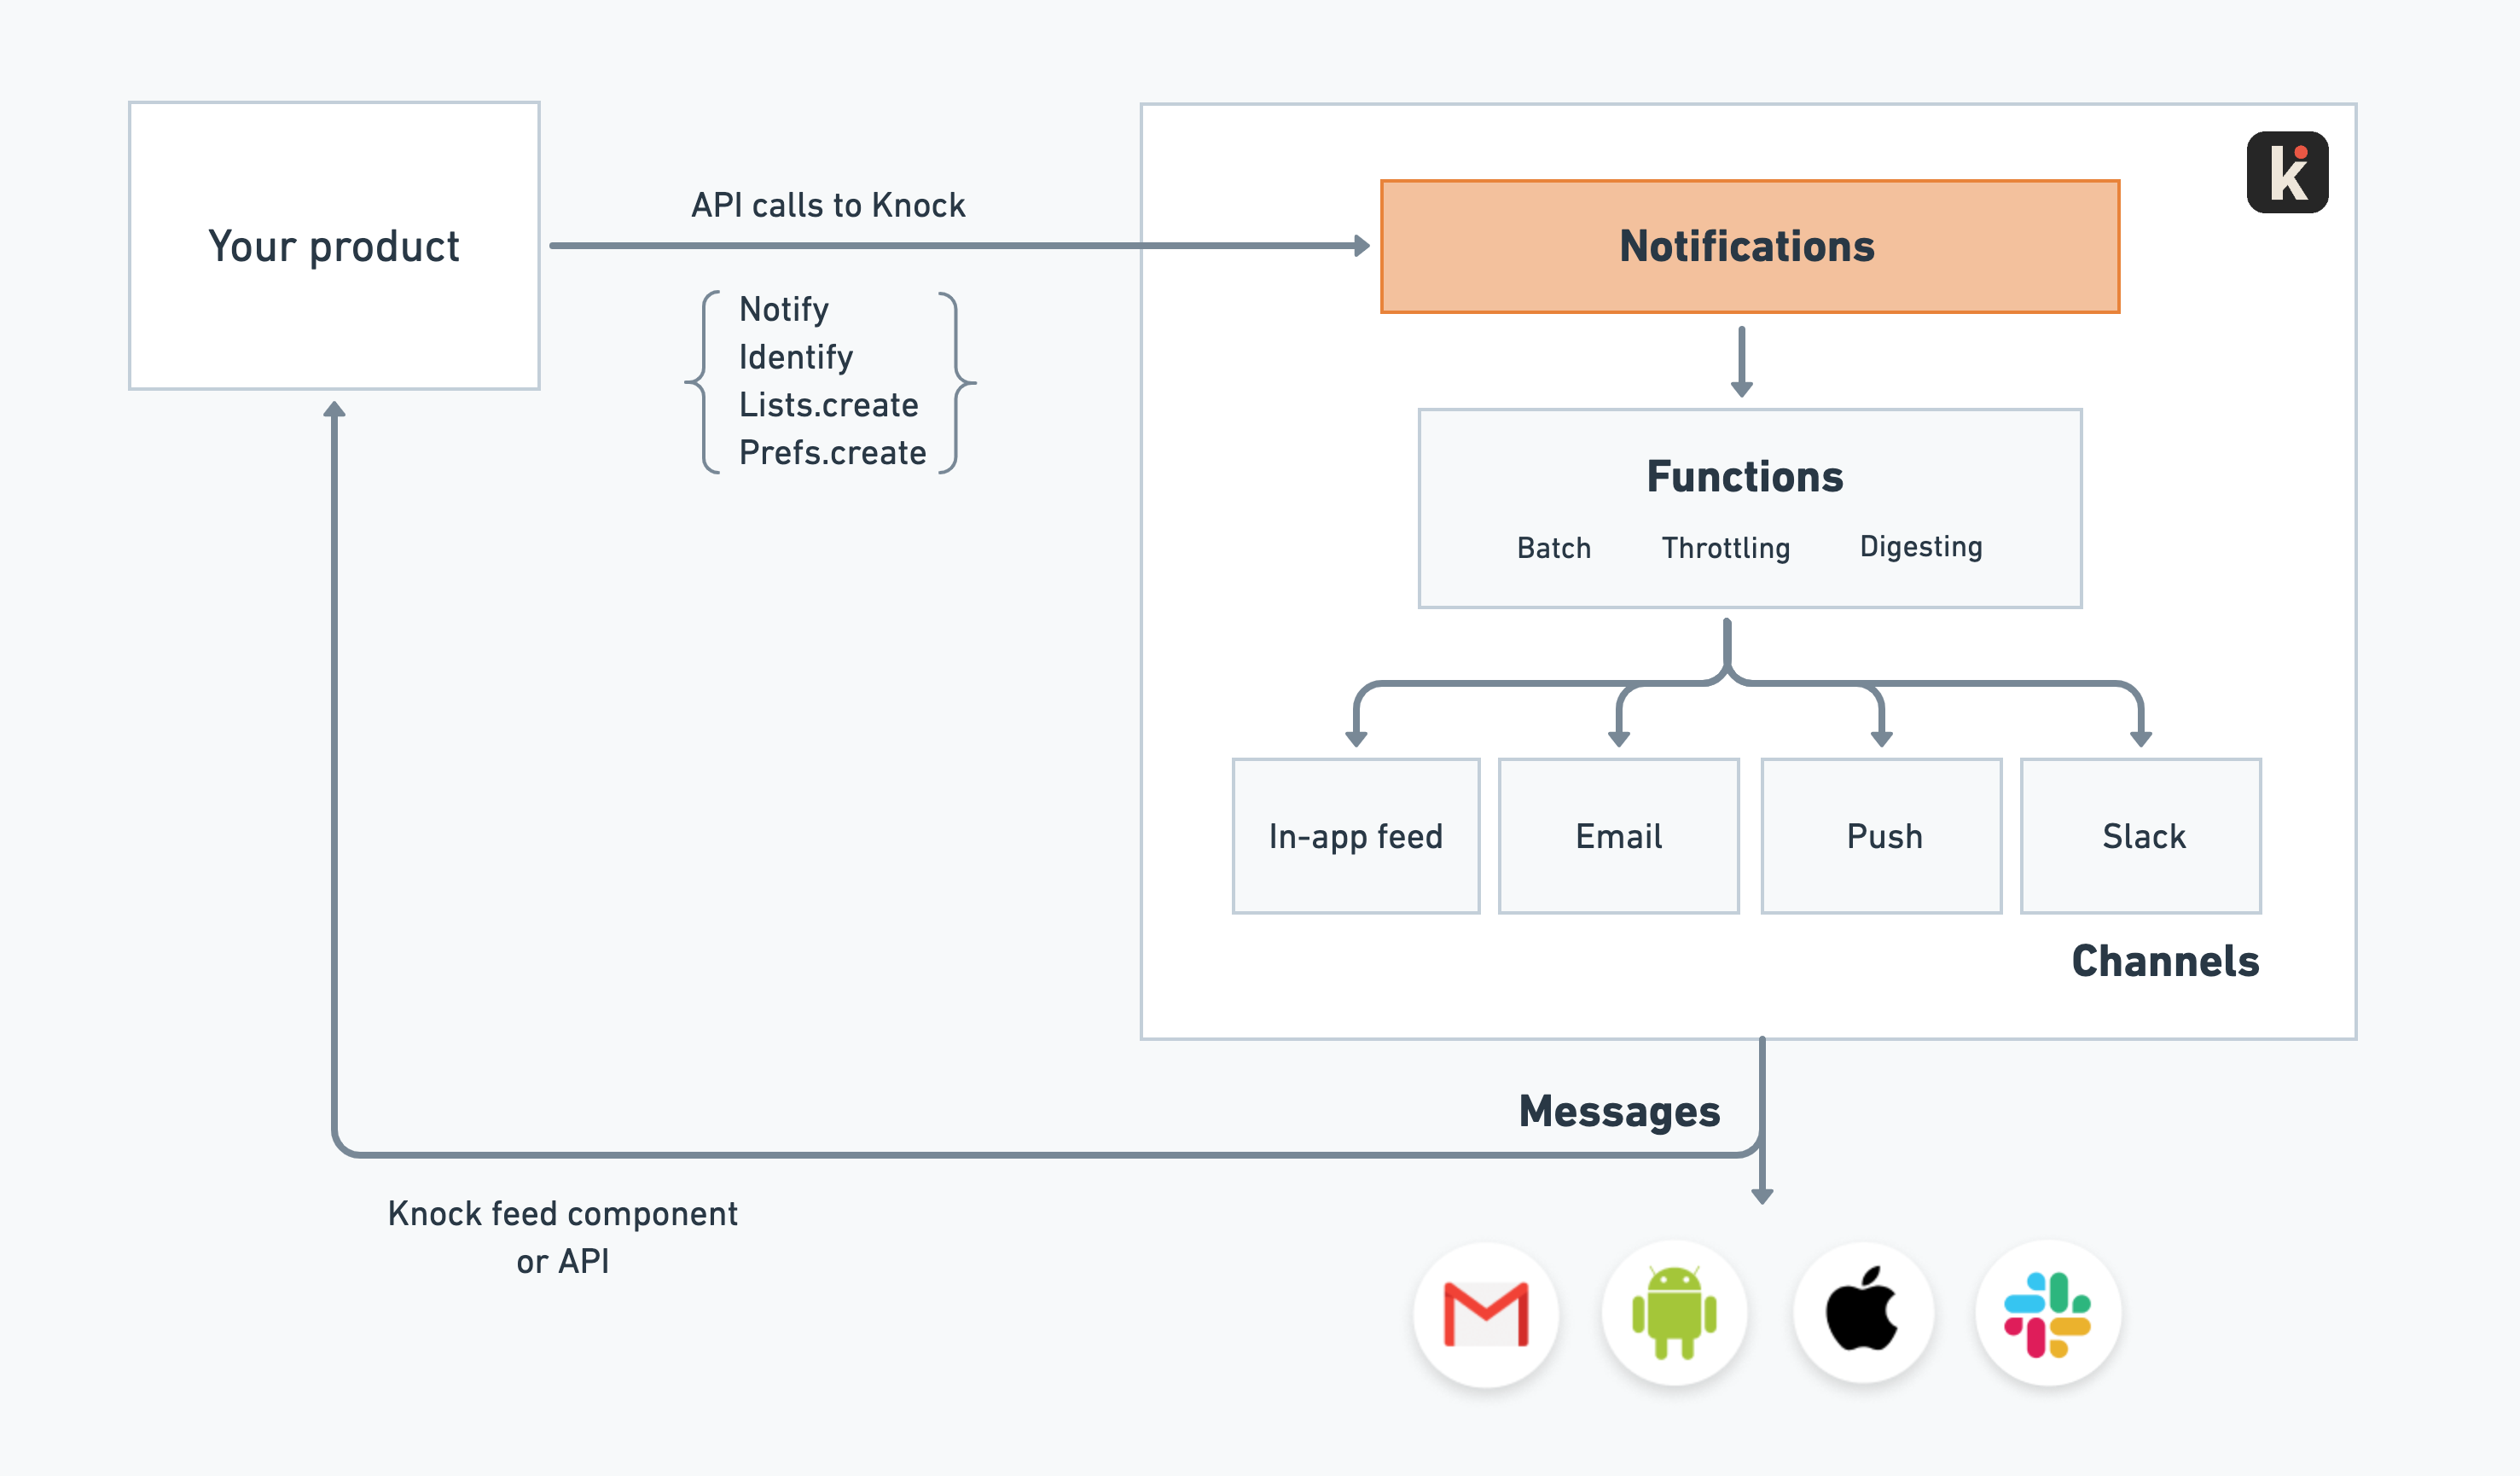 Your product
API calls to Knock
Notify
Identify
Lists.create
Prefs.create
k
Notifications
Functions
Batch Throttling Digesting
In-app feed Email Push Slack
Channels
Messages
Knock feed component
or API